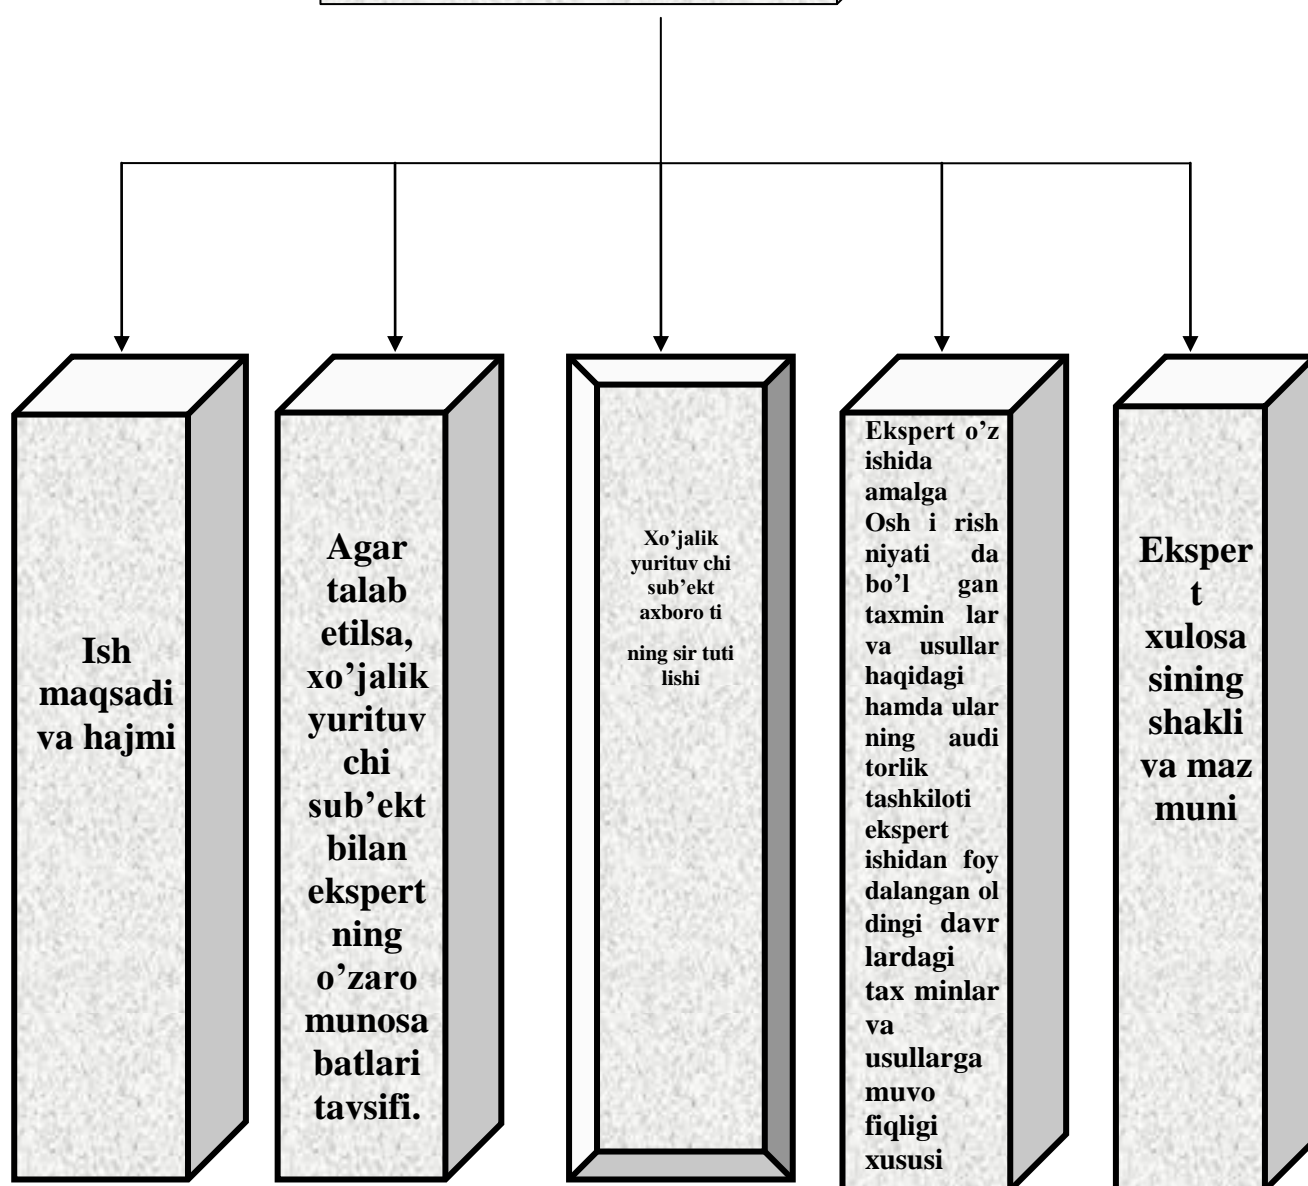 Ish
maqsadi
va hajmi
Agar
talab
etilsa,
xo’jalik
yurituv
chi
sub’ekt
bilan
ekspert
ning
o’zaro
munosa
batlari
tavsifi.
Xo’jalik
yurituv chi
sub’ekt
axboro ti
ning sir tuti
lishi
Ekspert o’z
ishida
amalga
Osh i rish
niyati da
bo’l gan
taxmin lar
va usullar
haqidagi
hamda ular
ning audi
torlik
tashkiloti
ekspert
ishidan foy
dalangan ol
dingi davr
lardagi
tax minlar
va
usullarga
muvo
fiqligi
xususi
Eksper
t
xulosa
sining
shakli
va maz
muni